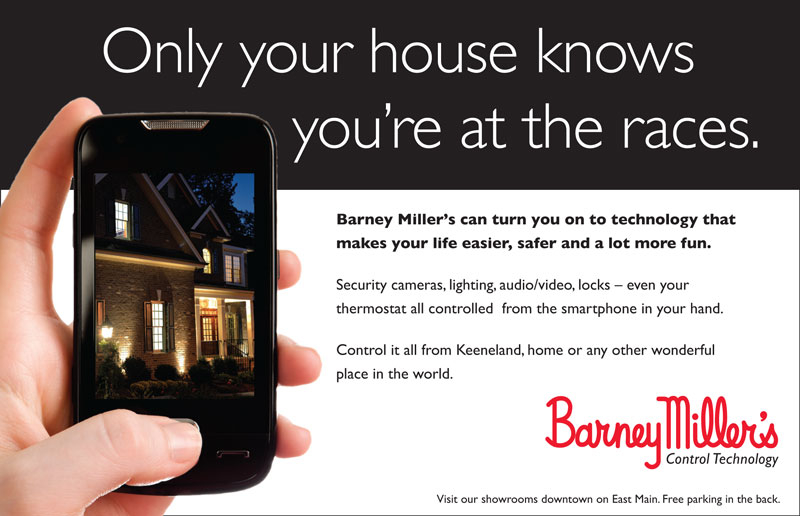 Only your house knows
you’re at the races.
Barney Miller’s can turn you on to technology that
makes your life easier, safer and a lot more fun.
Security cameras, lighting, audio/video, locks – even your
thermostat all controlled  from the smartphone in your hand.
Control it all from Keeneland, home or any other wonderful
place in the world.
Barney Miller’s
Control Technology
Visit our showrooms downtown on East Main. Free parking in the back.